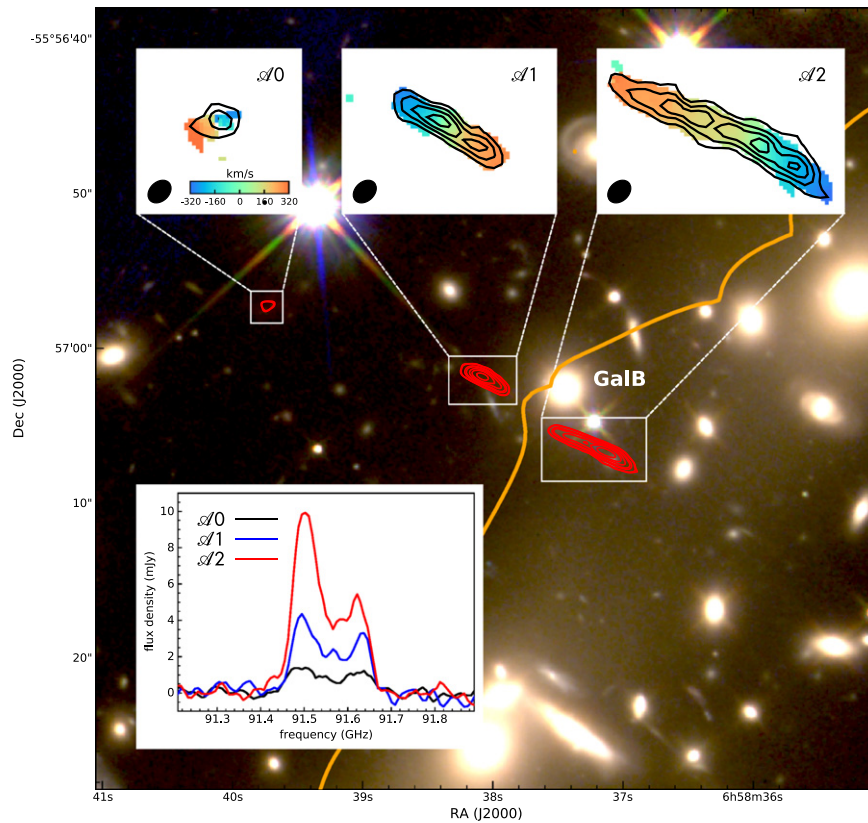 -55°56'40"
50"
57'00"
10"
20"
Dec (J2000)
𝒜0
km/s
-320 -160 0 160 320
𝒜1
𝒜2
GalB
𝒜0
𝒜1
𝒜2
10
8
6
4
2
0
flux density (mJy)
91.3 91.4 91.5 91.6 91.7 91.8
frequency (GHz)
41s 40s 39s 38s 37s 6h58m36s
RA (J2000)